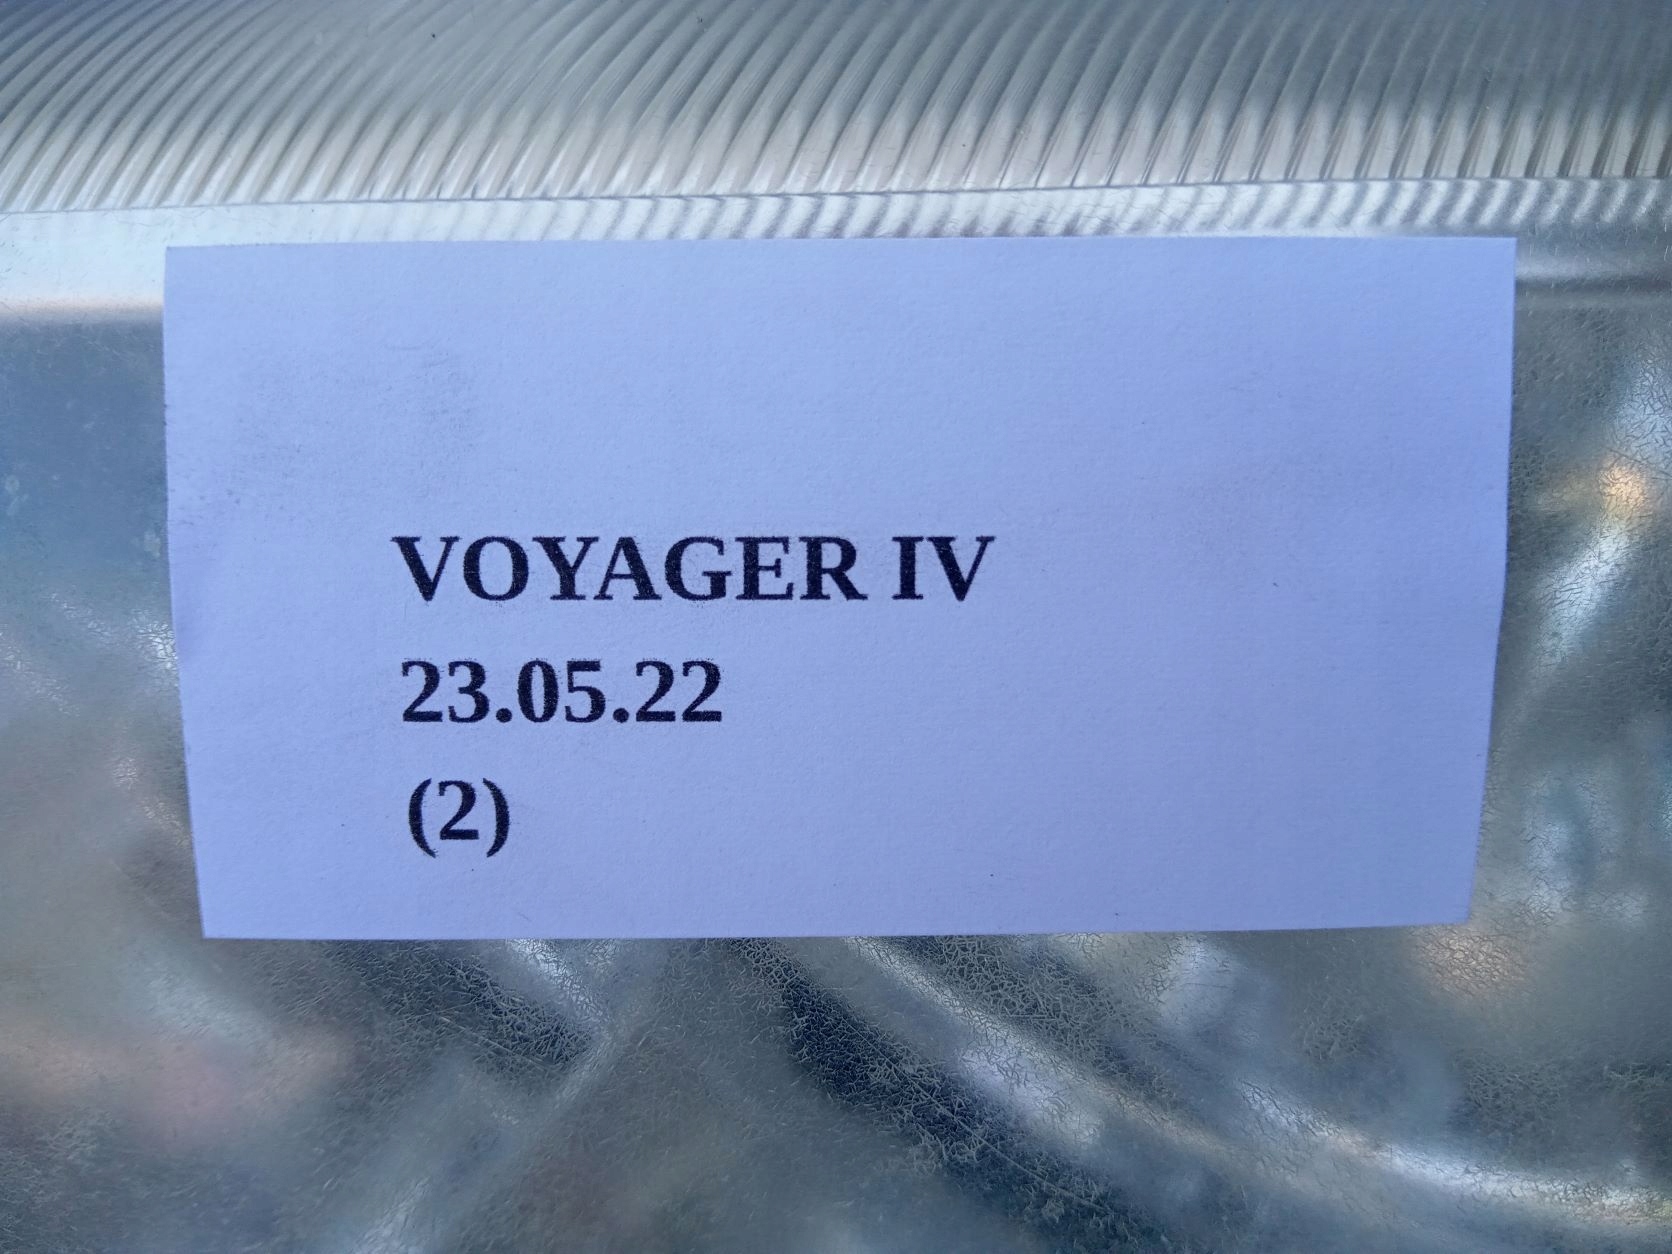 VOYAGER IV
23.05.22
(2)